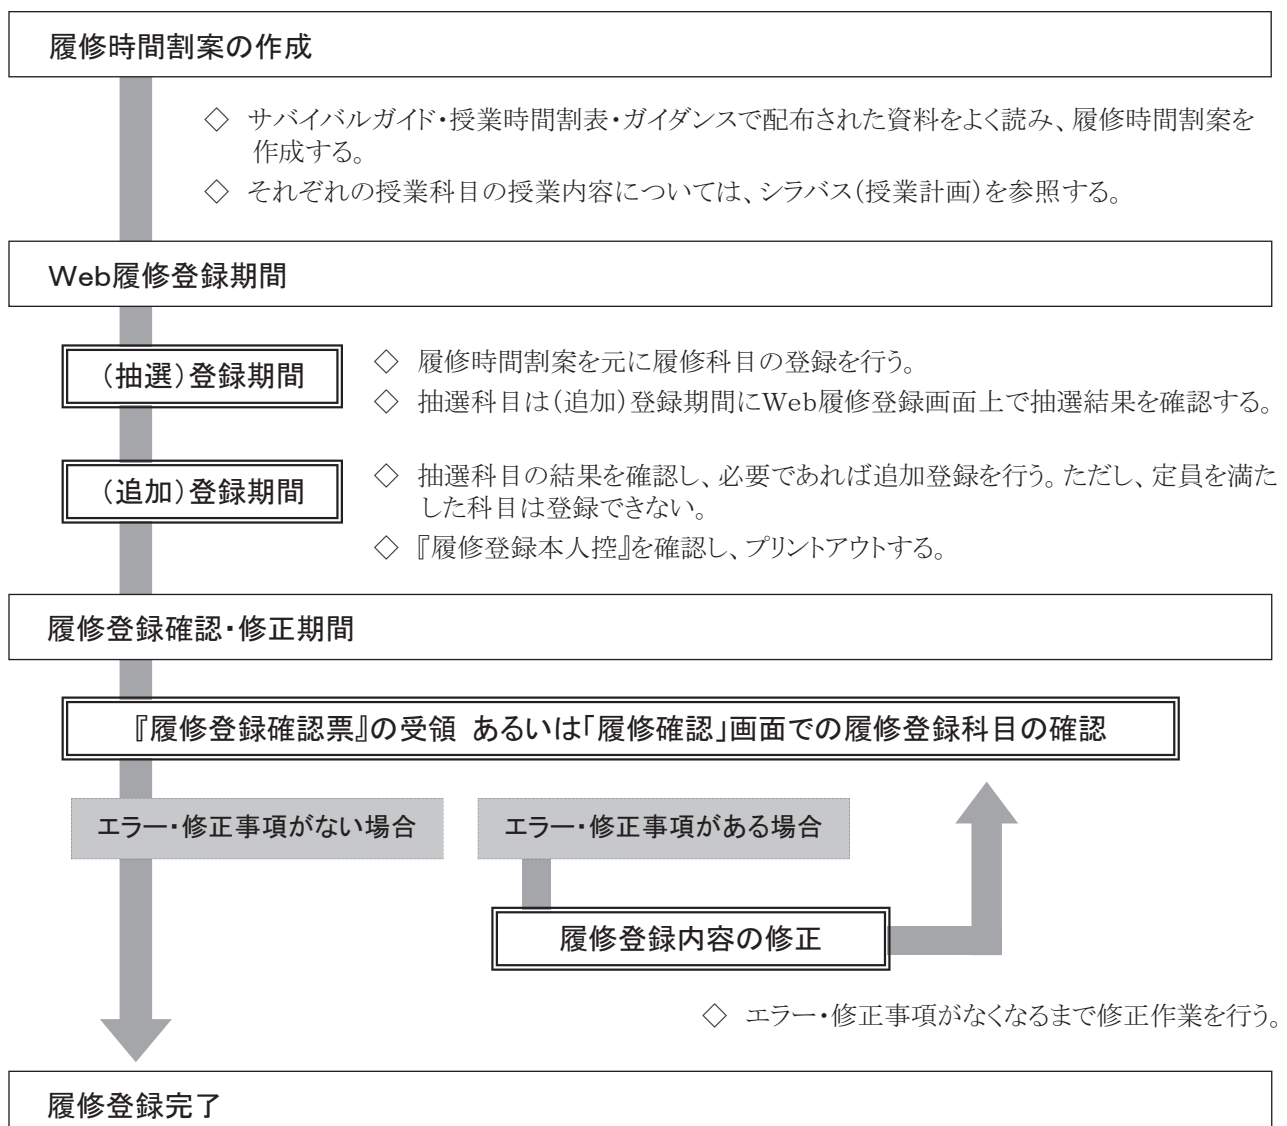 履修時間割案の作成
◇ サバイバルガイド・授業時間割表・ガイダンスで配布された資料をよく読み、履修時間割案を
作成する。
◇ それぞれの授業科目の授業内容については、シラバス(授業計画)を参照する。
Web履修登録期間
(抽選)登録期間
◇ 履修時間割案を元に履修科目の登録を行う。
◇ 抽選科目は(追加)登録期間にWeb履修登録画面上で抽選結果を確認する。
(追加)登録期間
◇ 抽選科目の結果を確認し、必要であれば追加登録を行う。ただし、定員を満た
した科目は登録できない。
◇ 『履修登録本人控』を確認し、プリントアウトする。
履修登録確認・修正期間
『履修登録確認票』の受領 あるいは「履修確認」画面での履修登録科目の確認
エラー・修正事項がない場合
エラー・修正事項がある場合
履修登録内容の修正
◇ エラー・修正事項がなくなるまで修正作業を行う。
履修登録完了